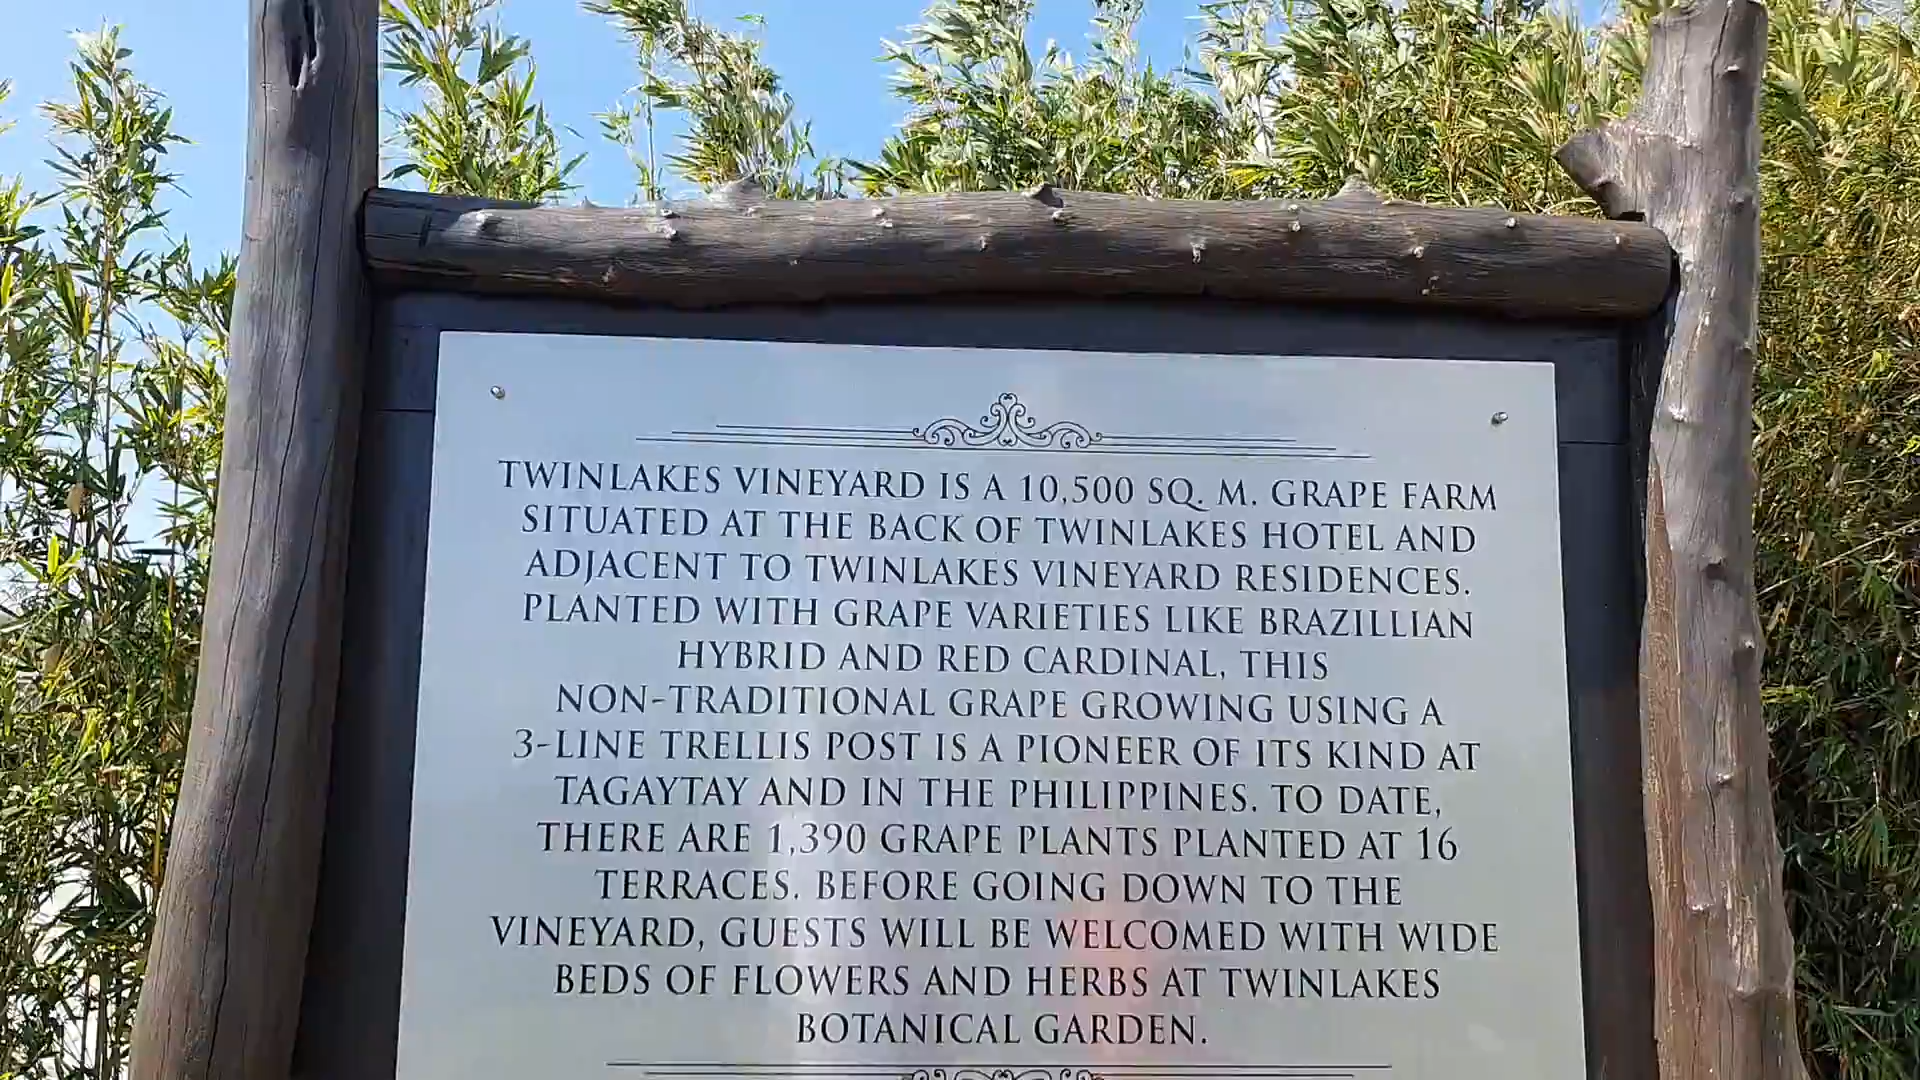 TWINLAKES VINEYARD IS A 10,500 SQ. M. GRAPE FARM
SITUATED AT THE BACK OF TWINLAKES HOTEL AND
ADJACENT TO TWINLAKES VINEYARD RESIDENCES.
PLANTED WITH GRAPE VARIETIES LIKE BRAZILLIAN
HYBRID AND RED CARDINAL, THIS
NON-TRADITIONAL GRAPE GROWING USING A
3-LINE TRELLIS POST IS A PIONEER OF ITS KIND AT
TAGAYTAY AND IN THE PHILIPPINES. TO DATE,
THERE ARE 1,390 GRAPE PLANTS PLANTED AT 16
TERRACES. BEFORE GOING DOWN TO THE
VINEYARD, GUESTS WILL BE WELCOMED WITH WIDE
BEDS OF FLOWERS AND HERBS AT TWINLAKES
BOTANICAL GARDEN.